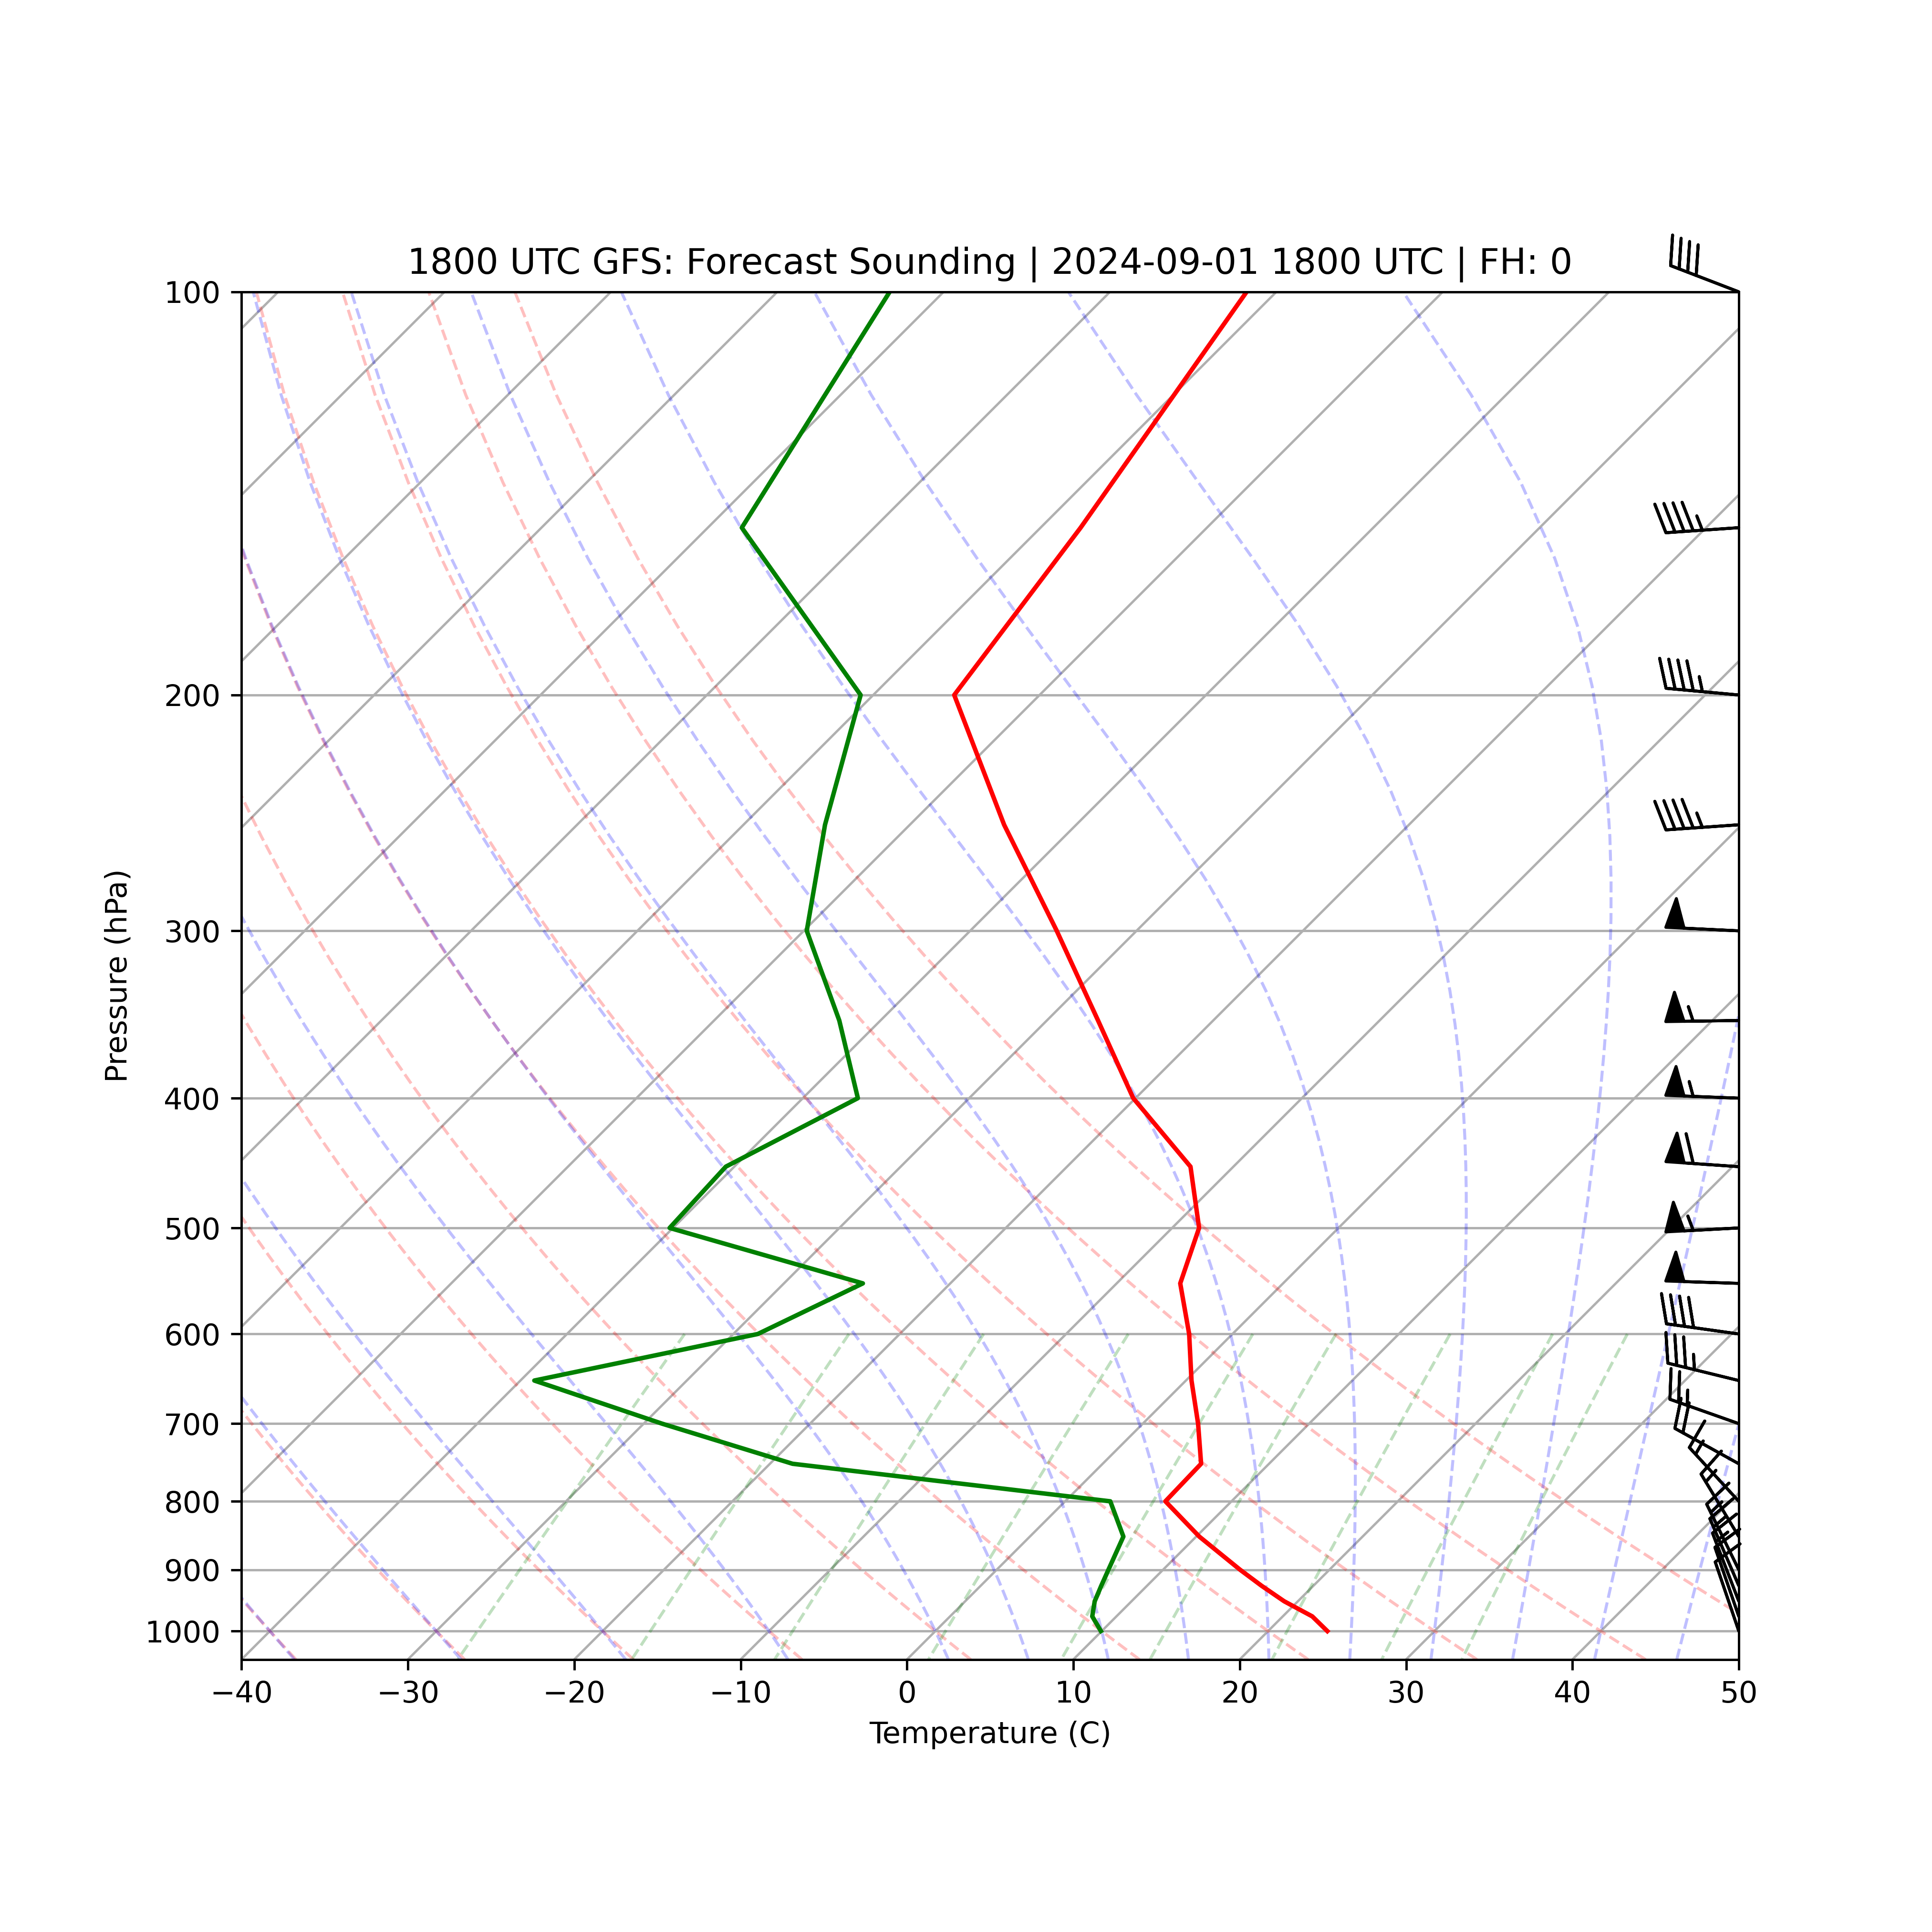 1800 UTC GFS: Forecast Sounding | 2024-09-01 1800 UTC | FH: 0
100
200
300
400
500
600
700
800
900
1000
Pressure (hPa)
−40 −30 −20 −10 0 10 20 30 40 50
Temperature (C)